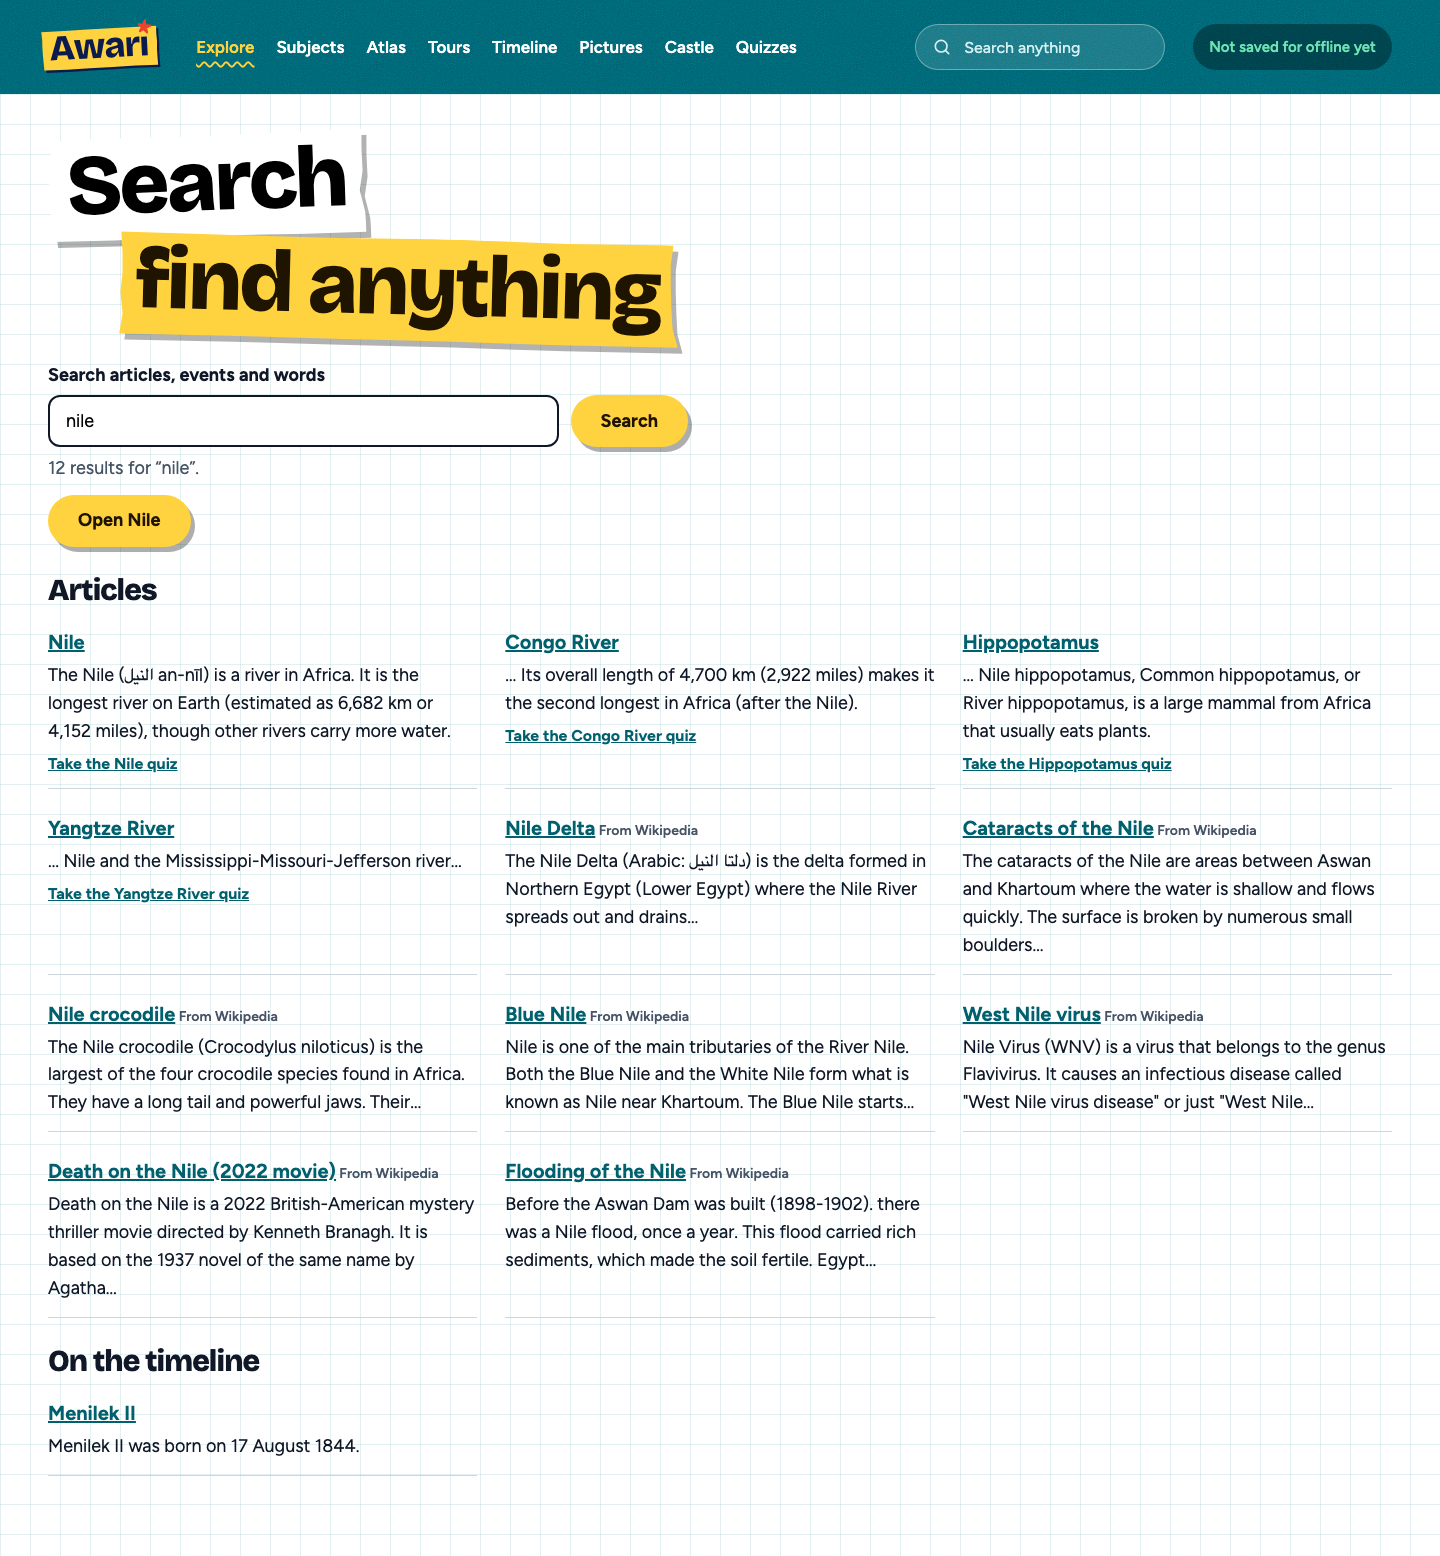 Awari
Explore Subjects Atlas Tours Timeline Pictures Castle Quizzes
Search anything
Not saved for offline yet
Search
find anything
Search articles, events and words
nile
Search
12 results for “nile”.
Open Nile
Articles
Nile
The Nile (النيل an-nīl) is a river in Africa. It is the
longest river on Earth (estimated as 6,682 km or
4,152 miles), though other rivers carry more water.
Take the Nile quiz
Congo River
… Its overall length of 4,700 km (2,922 miles) makes it
the second longest in Africa (after the Nile).
Take the Congo River quiz
Hippopotamus
… Nile hippopotamus, Common hippopotamus, or
River hippopotamus, is a large mammal from Africa
that usually eats plants.
Take the Hippopotamus quiz
Yangtze River
… Nile and the Mississippi-Missouri-Jefferson river…
Take the Yangtze River quiz
Nile Delta From Wikipedia
The Nile Delta (Arabic: دلتا النيل) is the delta formed in
Northern Egypt (Lower Egypt) where the Nile River
spreads out and drains…
Cataracts of the Nile From Wikipedia
The cataracts of the Nile are areas between Aswan
and Khartoum where the water is shallow and flows
quickly. The surface is broken by numerous small
boulders…
Nile crocodile From Wikipedia
The Nile crocodile (Crocodylus niloticus) is the
largest of the four crocodile species found in Africa.
They have a long tail and powerful jaws. Their…
Blue Nile From Wikipedia
Nile is one of the main tributaries of the River Nile.
Both the Blue Nile and the White Nile form what is
known as Nile near Khartoum. The Blue Nile starts…
West Nile virus From Wikipedia
Nile Virus (WNV) is a virus that belongs to the genus
Flavivirus. It causes an infectious disease called
"West Nile virus disease" or just "West Nile…
Death on the Nile (2022 movie) From Wikipedia
Death on the Nile is a 2022 British-American mystery
thriller movie directed by Kenneth Branagh. It is
based on the 1937 novel of the same name by
Agatha…
Flooding of the Nile From Wikipedia
Before the Aswan Dam was built (1898-1902). there
was a Nile flood, once a year. This flood carried rich
sediments, which made the soil fertile. Egypt…
On the timeline
Menilek II
Menilek II was born on 17 August 1844.